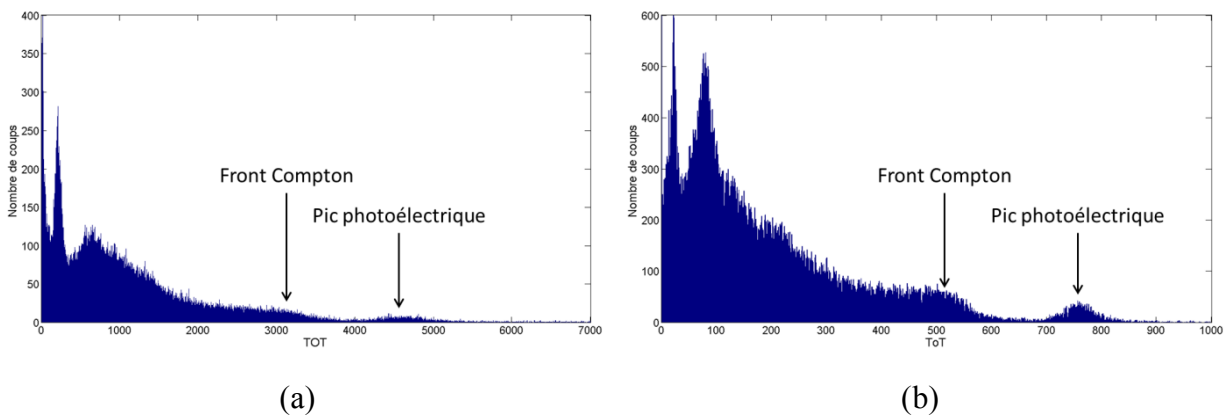 400
350
300
250
200
150
100
50
0
Nombre de coups
Front Compton
Pic photoélectrique
0 1000 2000 3000 4000 5000 6000 7000
TOT
(a)
600
500
400
300
200
100
0
Nombre de coups
Front Compton
Pic photoélectrique
0 100 200 300 400 500 600 700 800 900 1000
ToT
(b)